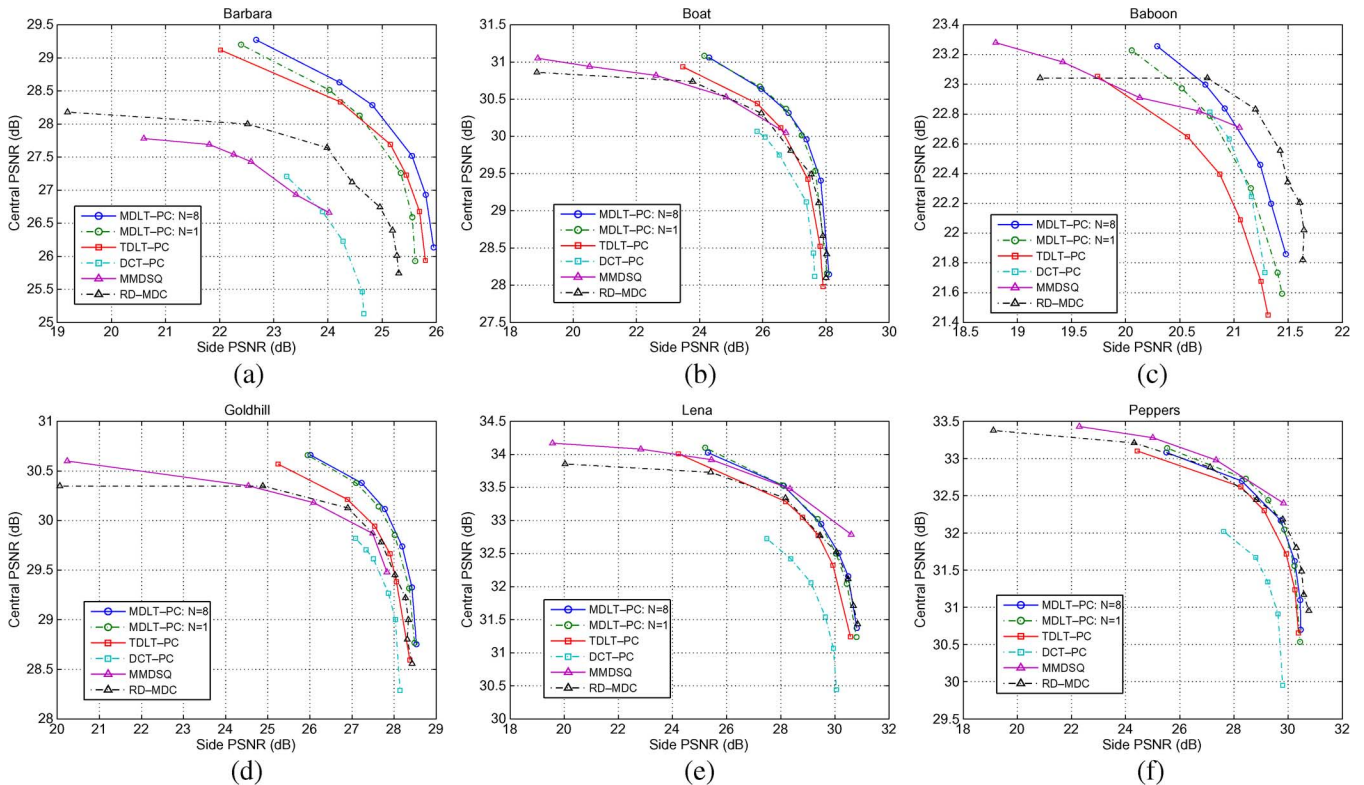 Barbara
29.5
29
28.5
28
27.5
27
26.5
26
25.5
25
Central PSNR (dB)
MDLT–PC: N=8
MDLT–PC: N=1
TDLT–PC
DCT–PC
MMDSQ
RD–MDC
19 20 21 22 23 24 25 26
Side PSNR (dB)
(a)
Boat
31.5
31
30.5
30
29.5
29
28.5
28
27.5
Central PSNR (dB)
MDLT–PC: N=8
MDLT–PC: N=1
TDLT–PC
DCT–PC
MMDSQ
RD–MDC
18 20 22 24 26 28 30
Side PSNR (dB)
(b)
Baboon
23.4
23.2
23
22.8
22.6
22.4
22.2
22
21.8
21.6
21.4
Central PSNR (dB)
MDLT–PC: N=8
MDLT–PC: N=1
TDLT–PC
DCT–PC
MMDSQ
RD–MDC
18.5 19 19.5 20 20.5 21 21.5 22
Side PSNR (dB)
(c)
Goldhill
31
30.5
30
29.5
29
28.5
28
Central PSNR (dB)
MDLT–PC: N=8
MDLT–PC: N=1
TDLT–PC
DCT–PC
MMDSQ
RD–MDC
20 21 22 23 24 25 26 27 28 29
Side PSNR (dB)
(d)
Lena
34.5
34
33.5
33
32.5
32
31.5
31
30.5
30
Central PSNR (dB)
MDLT–PC: N=8
MDLT–PC: N=1
TDLT–PC
DCT–PC
MMDSQ
RD–MDC
18 20 22 24 26 28 30 32
Side PSNR (dB)
(e)
Peppers
33.5
33
32.5
32
31.5
31
30.5
30
29.5
Central PSNR (dB)
MDLT–PC: N=8
MDLT–PC: N=1
TDLT–PC
DCT–PC
MMDSQ
RD–MDC
18 20 22 24 26 28 30 32
Side PSNR (dB)
(f)